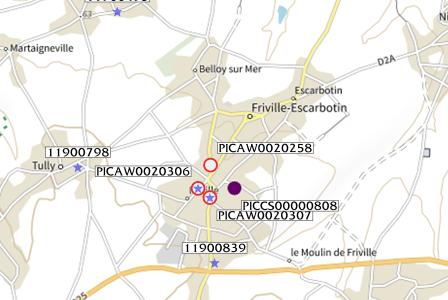 63
Martaigneville
Belloy sur Mer
D2A
Escarbotin
Friville-Escarbotin
PICAW0020258
11900798
Tully
PICAW0020306
PICCS00000808
PICAW0020307
11900839
le Moulin de Friville